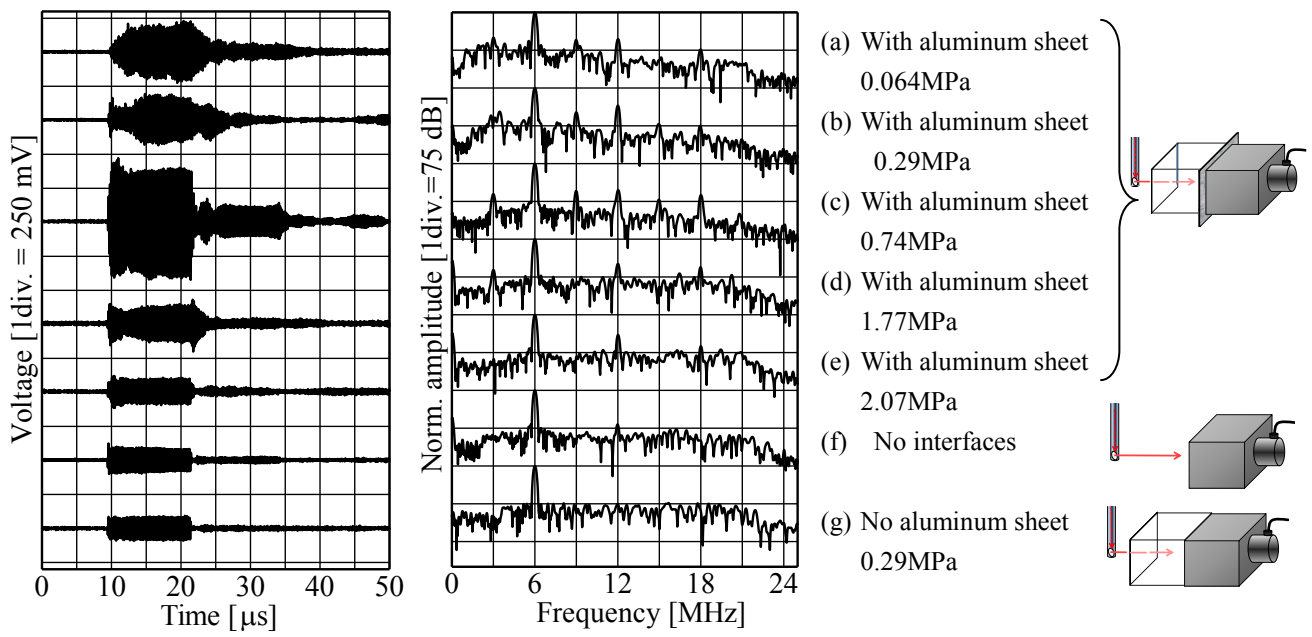 Voltage [1div. = 250 mV]
0 10 20 30 40 50
Time [μs]
Norm. amplitude [1div.=75 dB]
0 6 12 18 24
Frequency [MHz]
(a) With aluminum sheet
0.064MPa
(b) With aluminum sheet
0.29MPa
(c) With aluminum sheet
0.74MPa
(d) With aluminum sheet
1.77MPa
(e) With aluminum sheet
2.07MPa
(f) No interfaces
(g) No aluminum sheet
0.29MPa